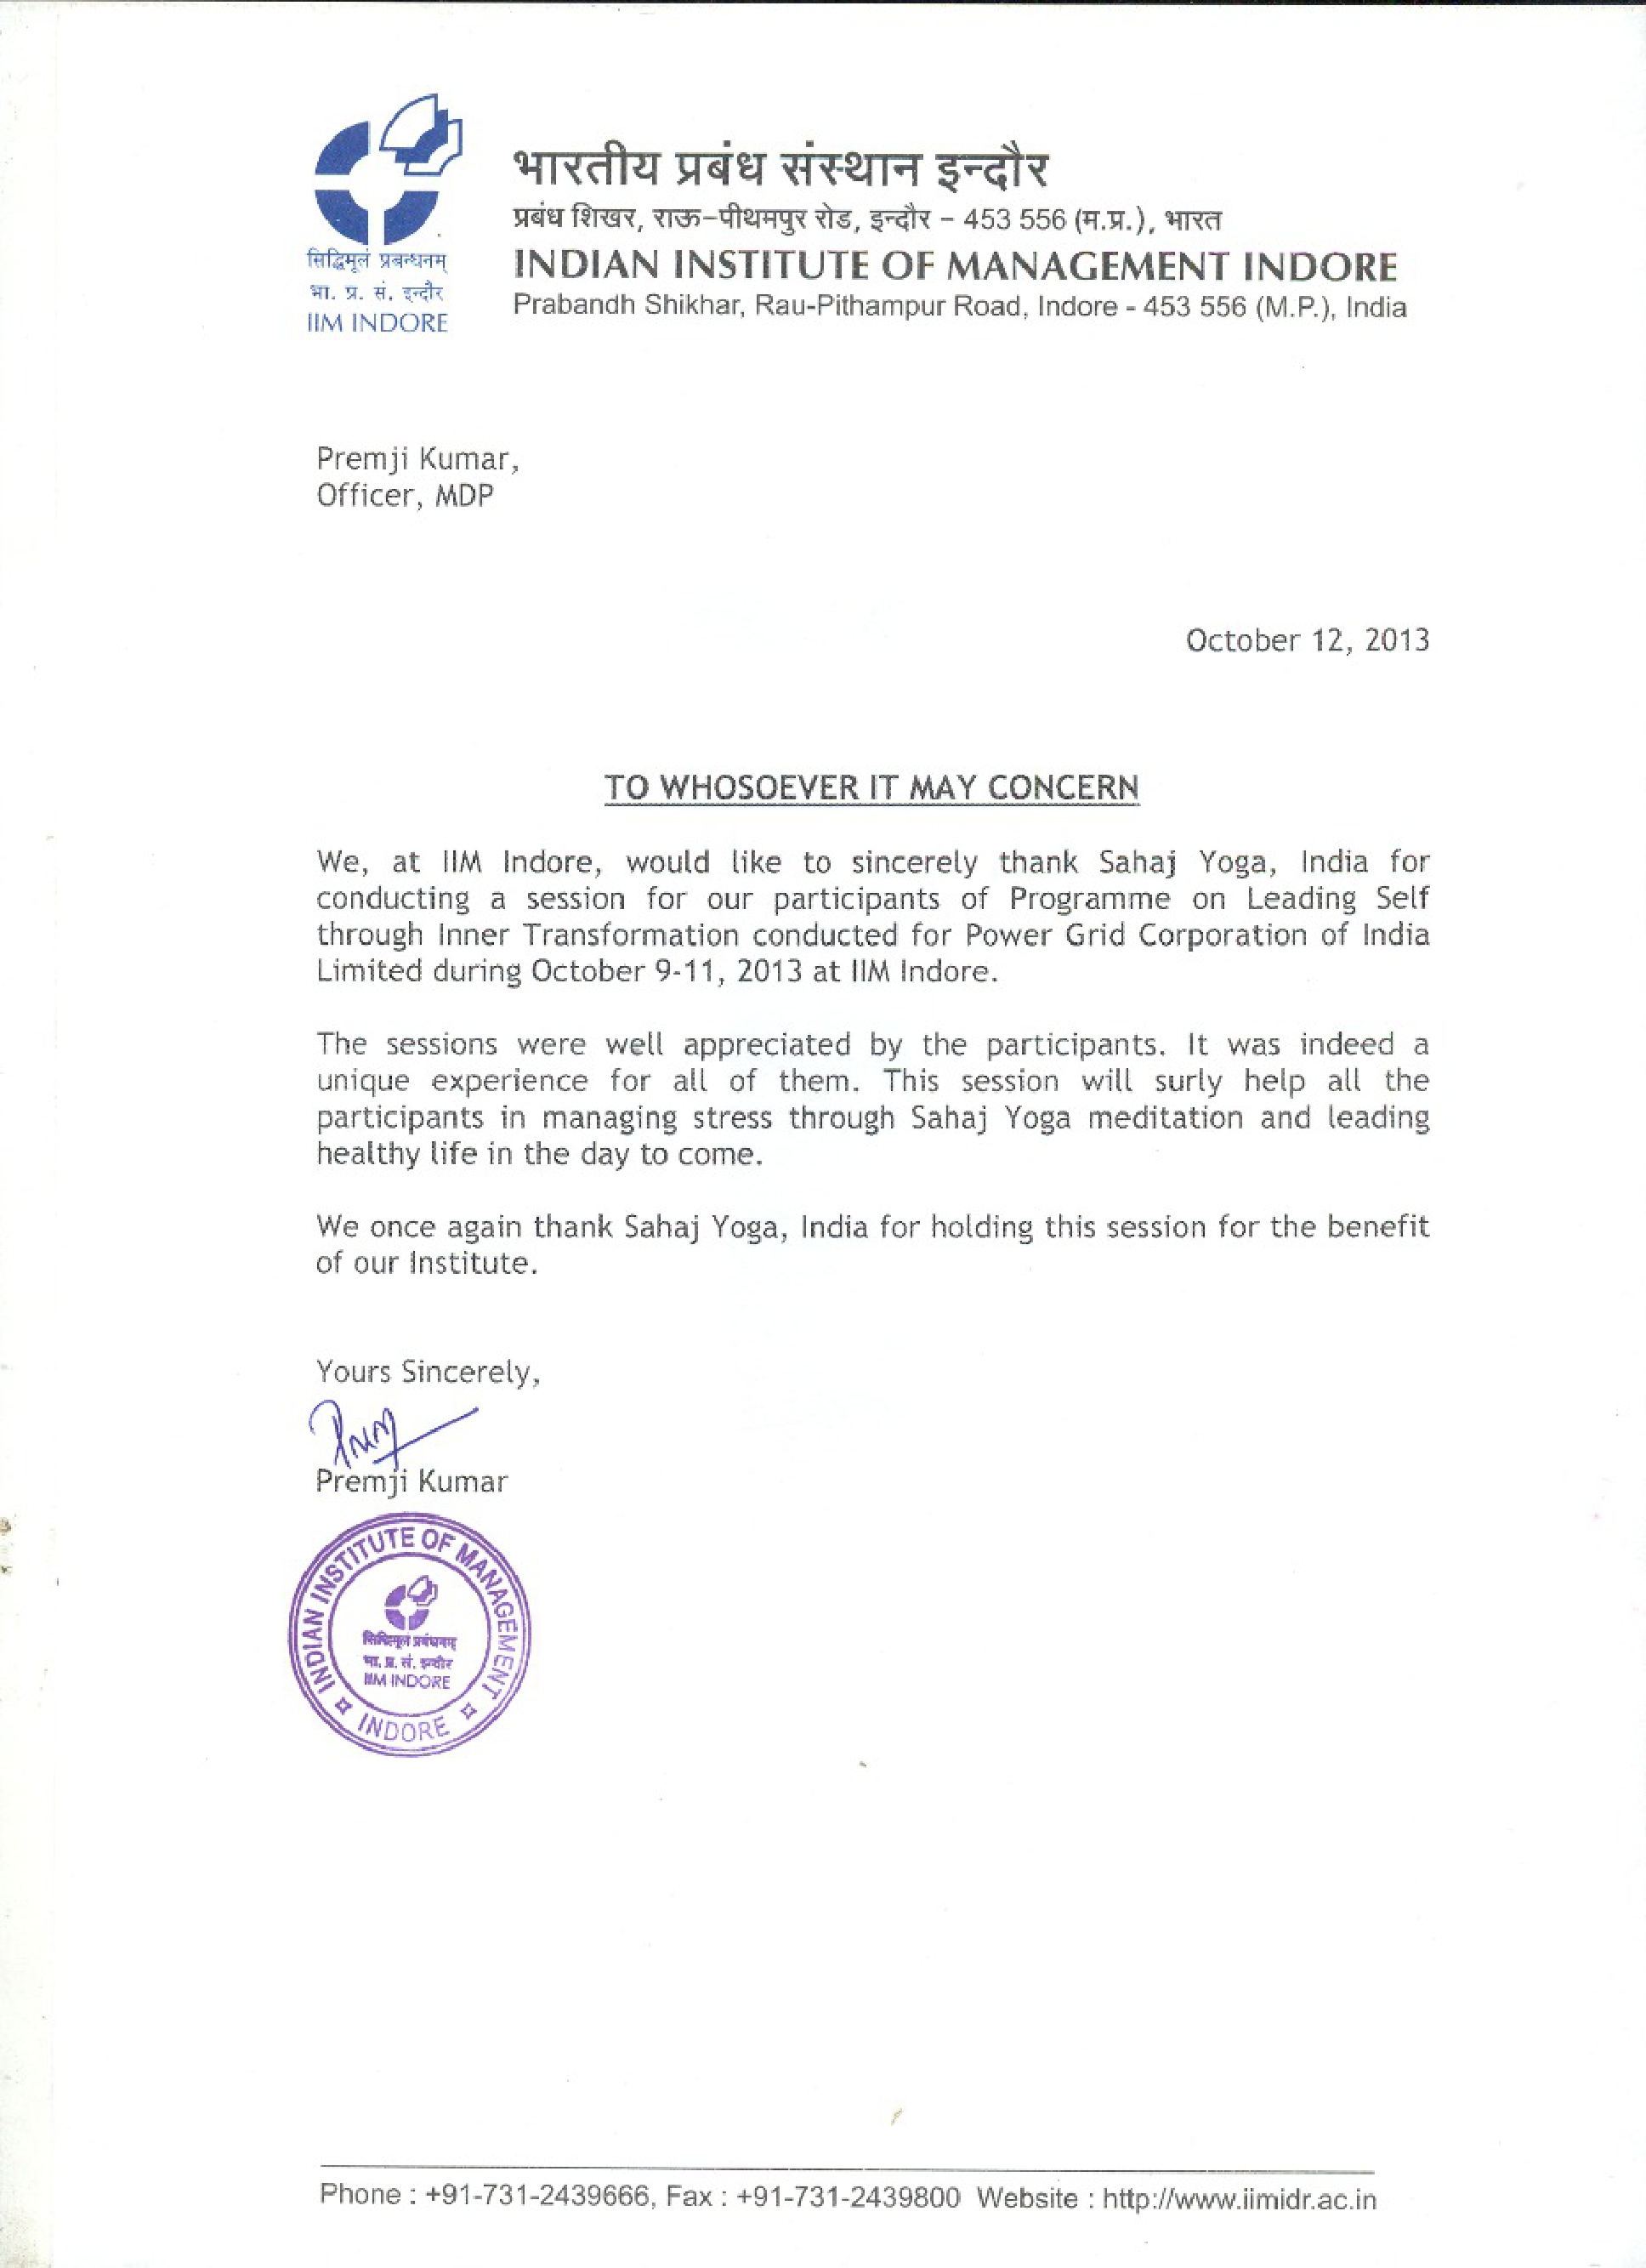 सिद्धिमूलं प्रबन्धनम्
भा. प्र. सं. इन्दौर
IIM INDORE
भारतीय प्रबंध संस्थान इन्दौर
प्रबंध शिखर, राऊ-पीथमपुर रोड, इन्दौर - 453 556 (म.प्र.), भारत
INDIAN INSTITUTE OF MANAGEMENT INDORE
Prabandh Shikhar, Rau-Pithampur Road, Indore - 453 556 (M.P.), India
Premji Kumar,
Officer, MDP
October 12, 2013
TO WHOSOEVER IT MAY CONCERN
We, at IIM Indore, would like to sincerely thank Sahaj Yoga, India for
conducting a session for our participants of Programme on Leading Self
through Inner Transformation conducted for Power Grid Corporation of India
Limited during October 9-11, 2013 at IIM Indore.
The sessions were well appreciated by the participants. It was indeed a
unique experience for all of them. This session will surly help all the
participants in managing stress through Sahaj Yoga meditation and leading
healthy life in the day to come.
We once again thank Sahaj Yoga, India for holding this session for the benefit
of our Institute.
Yours Sincerely,
Premji Kumar
INDIAN INSTITUTE OF MANAGEMENT
सिद्धिमूलं प्रबंधनम्
भा. प्र. सं. इन्दौर
IIM INDORE
INDORE
Phone : +91-731-2439666, Fax : +91-731-2439800 Website : http://www.iimidr.ac.in